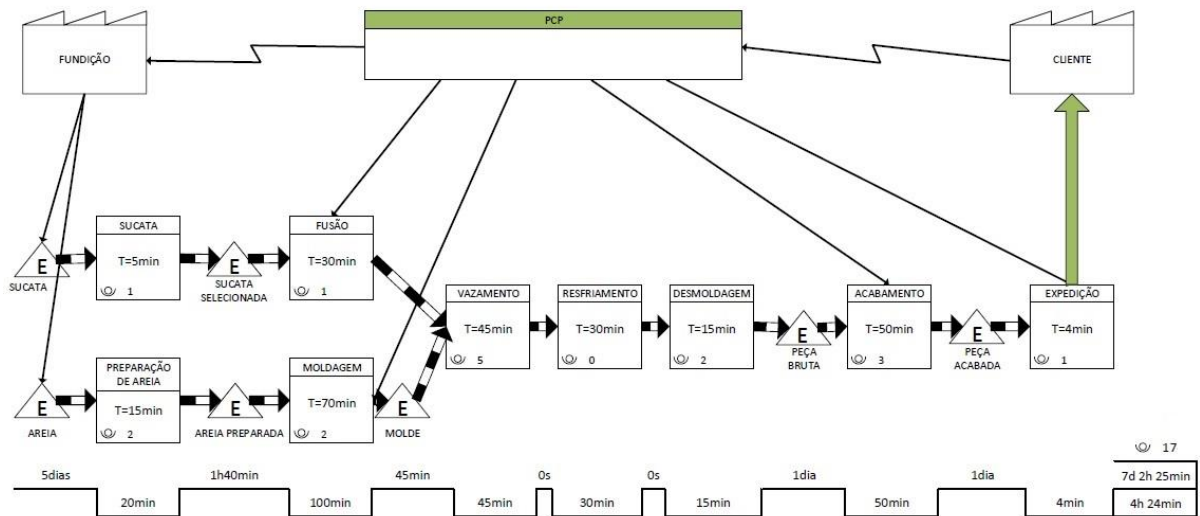 PCP
FUNDIÇÃO
CLIENTE
SUCATA
T=5min
1
FUSÃO
T=30min
1
E
SUCATA
E
SUCATA
SELECIONADA
VAZAMENTO
T=45min
5
RESFRIAMENTO
T=30min
0
DESMOLDAGEM
T=15min
2
E
PEÇA
BRUTA
ACABAMENTO
T=50min
3
E
PEÇA
ACABADA
EXPEDIÇÃO
T=4min
1
E
AREIA
PREPARAÇÃO
DE AREIA
T=15min
2
E
AREIA PREPARADA
MOLDAGEM
T=70min
2
E
MOLDE
17
5dias
1h40min
45min
0s
0s
1dia
1dia
7d 2h 25min
20min
100min
45min
30min
15min
50min
4min
4h 24min